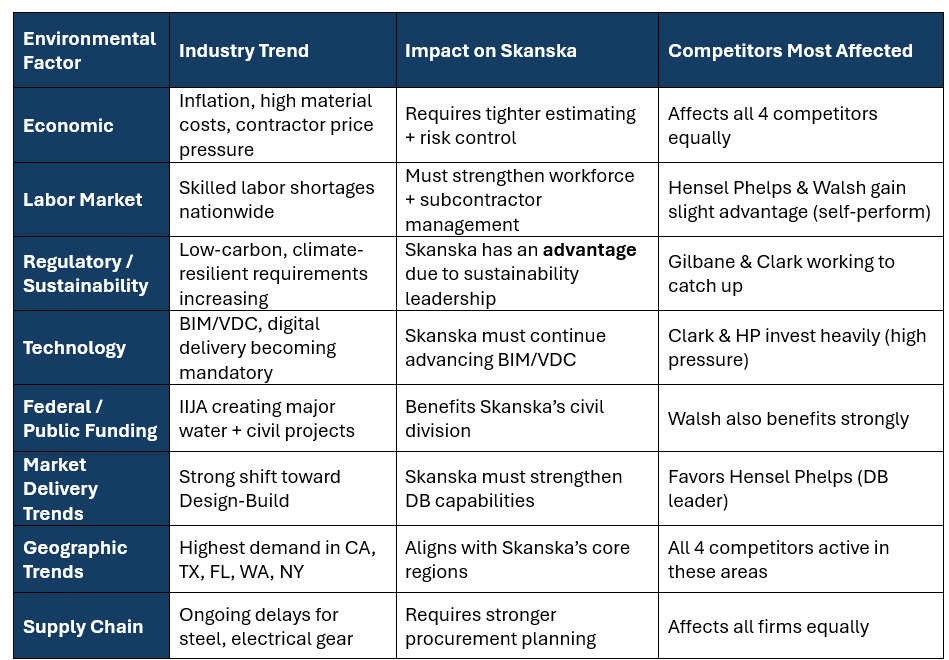 Environmental
Factor
Industry Trend
Impact on Skanska
Competitors Most Affected
Economic
Inflation, high material
costs, contractor price
pressure
Requires tighter estimating
+ risk control
Affects all 4 competitors
equally
Labor Market
Skilled labor shortages
nationwide
Must strengthen workforce
+ subcontractor
management
Hensel Phelps & Walsh gain
slight advantage (self-perform)
Regulatory /
Sustainability
Low-carbon, climate-
resilient requirements
increasing
Skanska has an advantage
due to sustainability
leadership
Gilbane & Clark working to
catch up
Technology
BIM/VDC, digital
delivery becoming
mandatory
Skanska must continue
advancing BIM/VDC
Clark & HP invest heavily (high
pressure)
Federal /
Public Funding
IIJA creating major
water + civil projects
Benefits Skanska’s civil
division
Walsh also benefits strongly
Market
Delivery
Trends
Strong shift toward
Design-Build
Skanska must strengthen
DB capabilities
Favors Hensel Phelps (DB
leader)
Geographic
Trends
Highest demand in CA,
TX, FL, WA, NY
Aligns with Skanska’s core
regions
All 4 competitors active in
these areas
Supply Chain
Ongoing delays for
steel, electrical gear
Requires stronger
procurement planning
Affects all firms equally